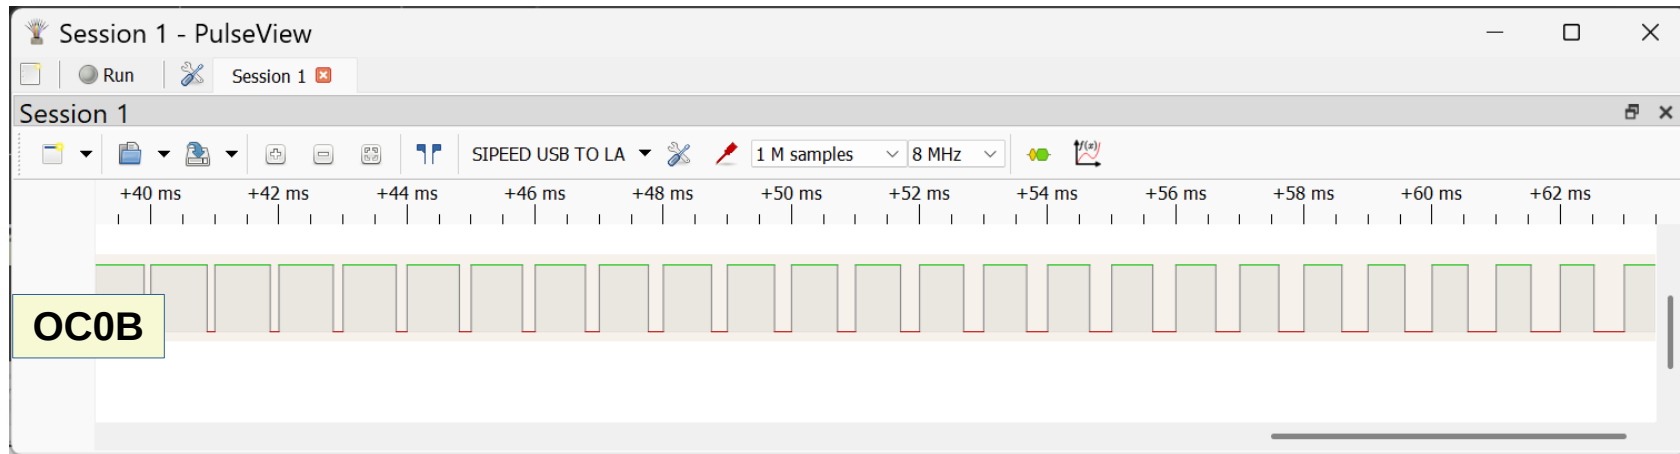 Session 1 - PulseView
Run
Session 1
Session 1
SIPEED USB TO LA
1 M samples
8 MHz
f(x)
+40 ms +42 ms +44 ms +46 ms +48 ms +50 ms +52 ms +54 ms +56 ms +58 ms +60 ms +62 ms
OC0B